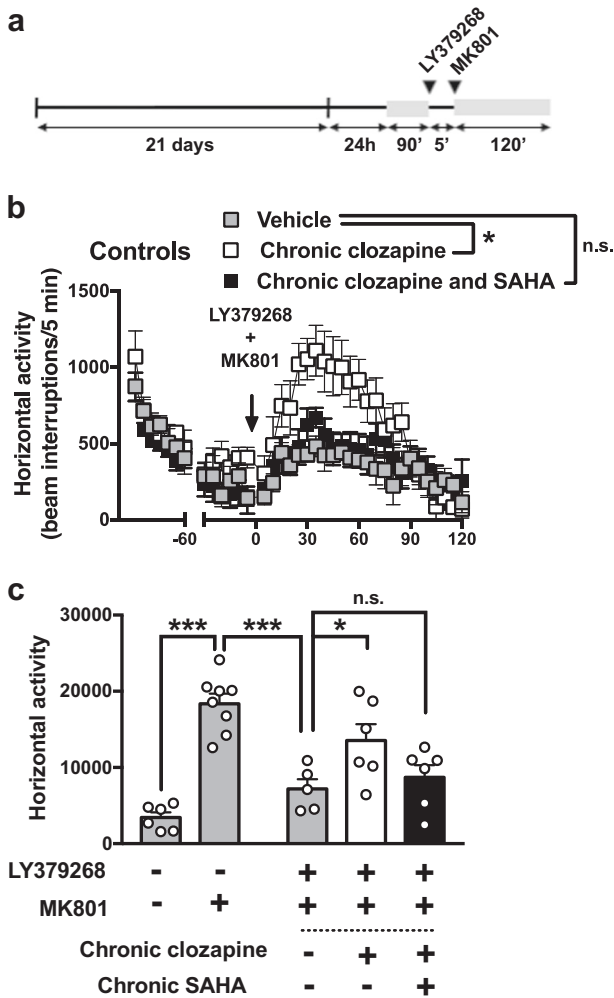 a
LY379268
MK801
21 days
24h
90’
5’
120’
b
Vehicle
Controls
Chronic clozapine
*
n.s.
Chronic clozapine and SAHA
Horizontal activity
(beam interruptions/5 min)
1500
1000
500
0
LY379268
+
MK801
-60
0
30
60
90
120
c
n.s.
*** *** *
Horizontal activity
30000
20000
10000
0
LY379268 - - + + +
MK801 - + + + +
Chronic clozapine - + +
Chronic SAHA - - +